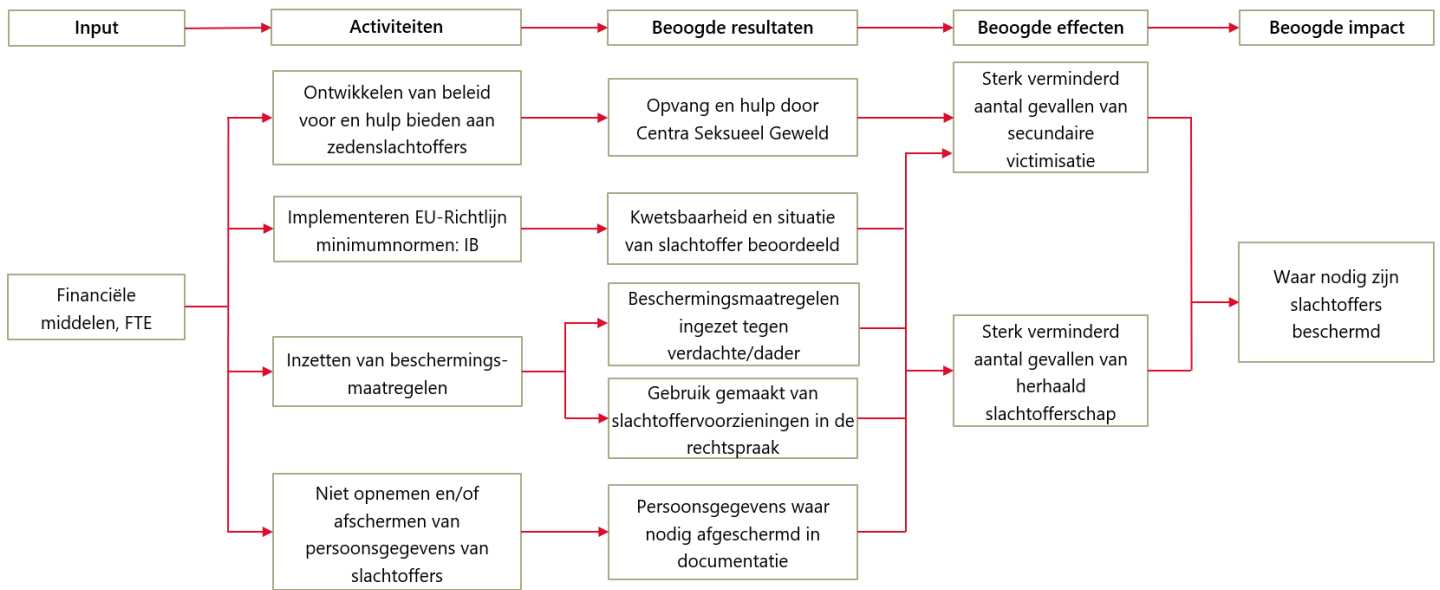 Input
Activiteiten
Beoogde resultaten
Beoogde effecten
Beoogde impact
Financiële
middelen, FTE
Ontwikkelen van beleid
voor en hulp bieden aan
zedenslachtoffers
Implementeren EU-Richtlijn
minimumnormen: IB
Inzetten van beschermings-
maatregelen
Niet opnemen en/of
afschermen van
persoonsgegevens van
slachtoffers
Opvang en hulp door
Centra Seksueel Geweld
Kwetsbaarheid en situatie
van slachtoffer beoordeeld
Beschermingsmaatregelen
ingezet tegen
verdachte/dader
Gebruik gemaakt van
slachtoffervoorzieningen in de
rechtspraak
Persoonsgegevens waar
nodig afgeschermd in
documentatie
Sterk verminderd
aantal gevallen van
secundaire
victimisatie
Sterk verminderd
aantal gevallen van
herhaald
slachtofferschap
Waar nodig zijn
slachtoffers
beschermd